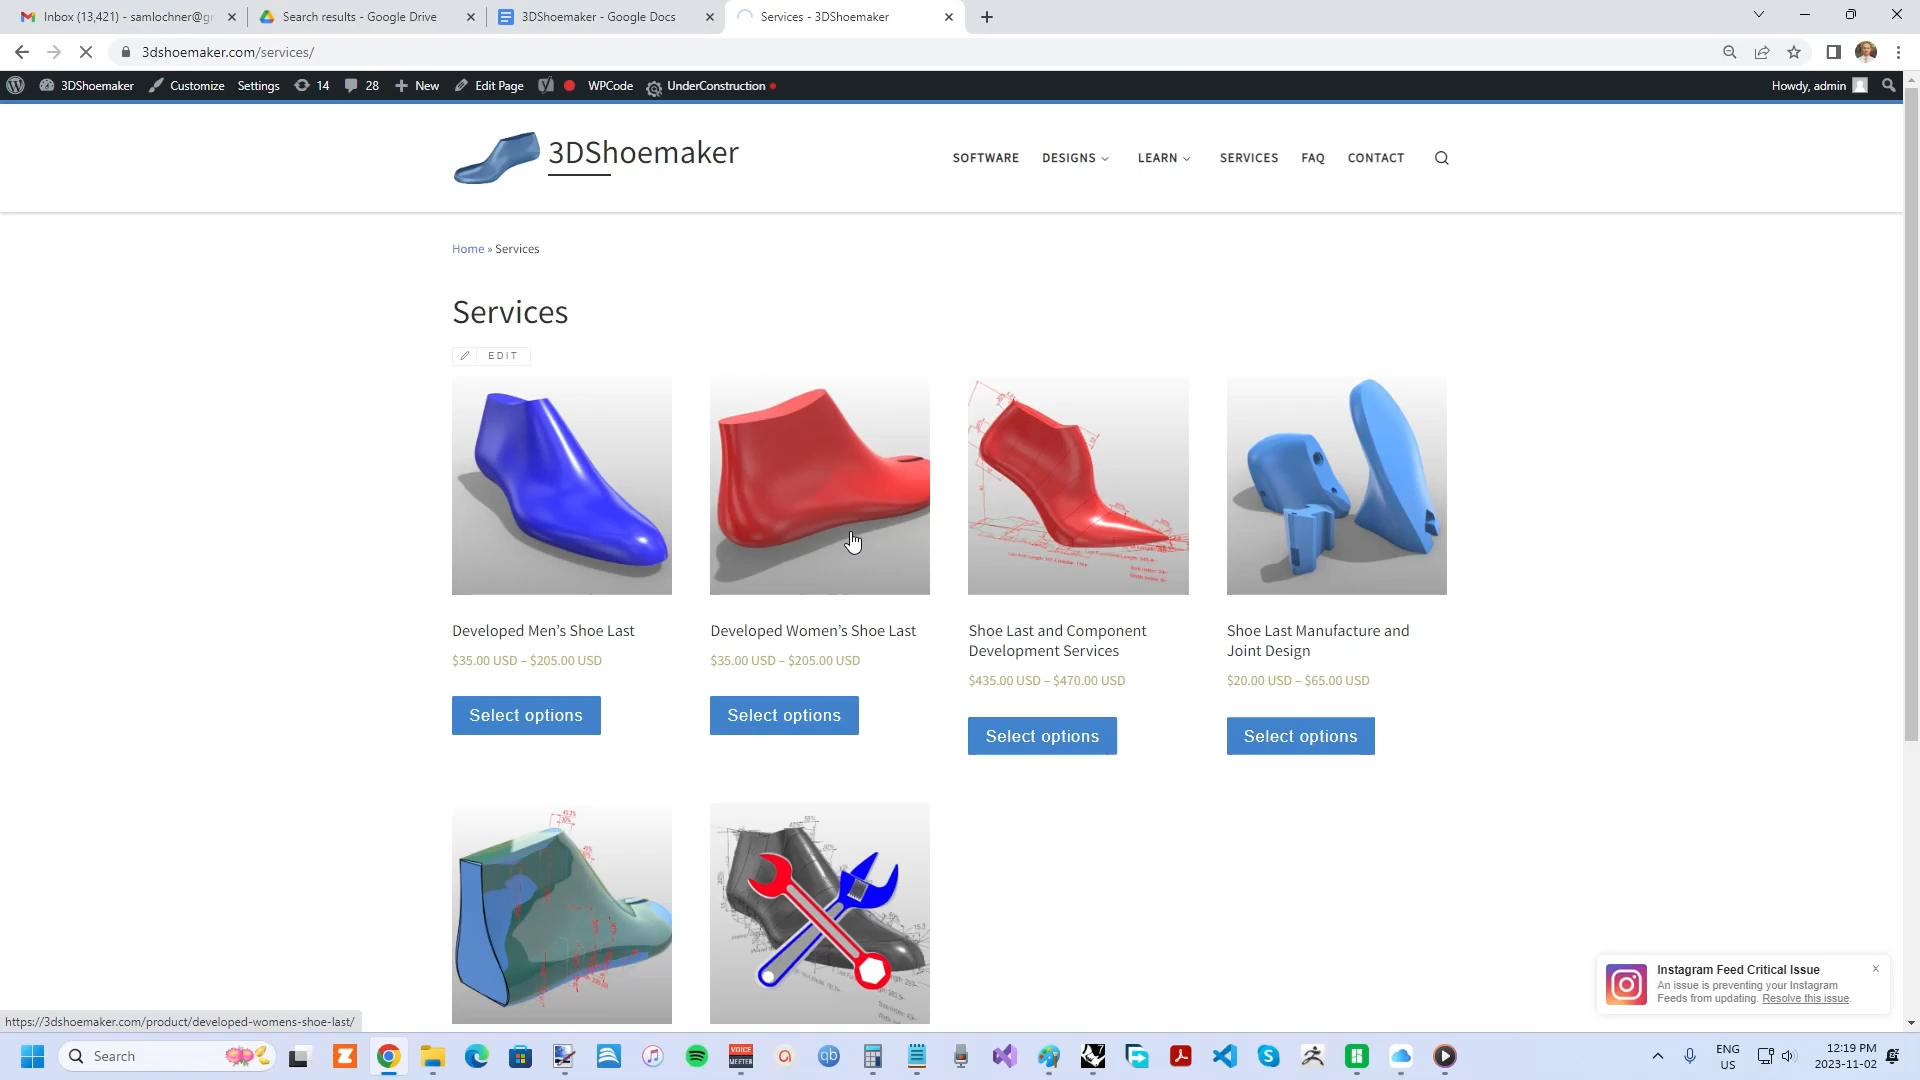 Inbox (13,421) - samlochner@gr
Search results - Google Drive
3DShoemaker - Google Docs
Services - 3DShoemaker
3dshoemaker.com/services/
3DShoemaker
Customize
Settings
14
28
New
Edit Page
WPCode
UnderConstruction
Howdy, admin
3DShoemaker
SOFTWARE
DESIGNS
LEARN
SERVICES
FAQ
CONTACT
Home » Services
Services
EDIT
Developed Men's Shoe Last
$35.00 USD – $205.00 USD
Select options
Developed Women's Shoe Last
$35.00 USD – $205.00 USD
Select options
Shoe Last and Component
Development Services
$435.00 USD – $470.00 USD
Select options
Shoe Last Manufacture and
Joint Design
$20.00 USD – $65.00 USD
Select options
Instagram Feed Critical Issue
An issue is preventing your Instagram
Feeds from updating. Resolve this issue.
https://3dshoemaker.com/product/developed-womens-shoe-last/
Search
VOICE
MEETER
qb
ENG
US
12:19 PM
2023-11-02